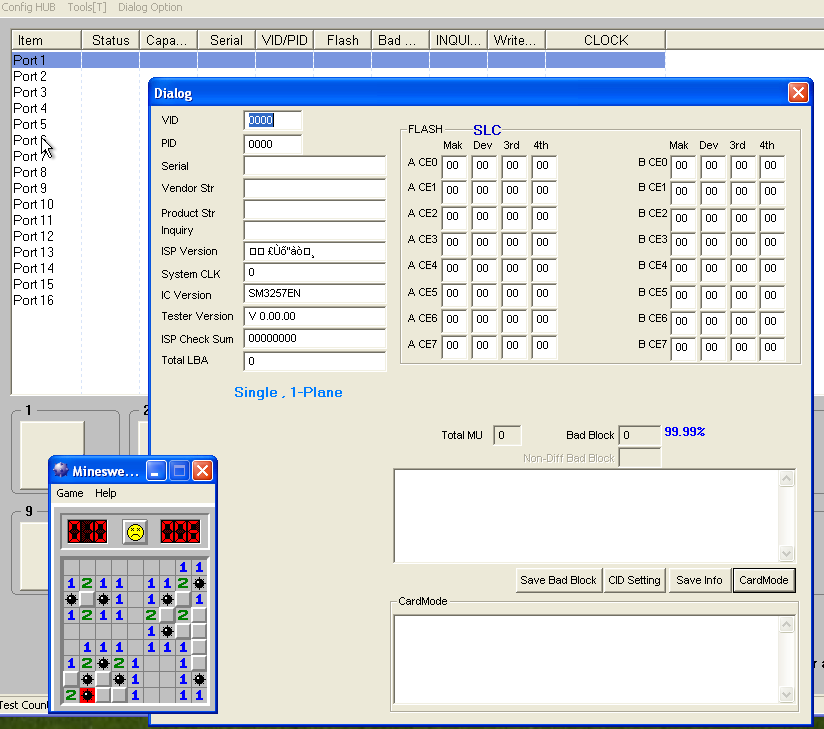 Config HUB Tools[T] Dialog Option
Item Status Capa... Serial VID/PID Flash Bad ... INQUI... Write... CLOCK
Port 1
Port 2
Port 3
Port 4
Port 5
Port 6
Port 7
Port 8
Port 9
Port 10
Port 11
Port 12
Port 13
Port 14
Port 15
Port 16
1 2
9
Test Count
Dialog
VID 0000
PID 0000
Serial
Vendor Str
Product Str
Inquiry
ISP Version ¤¤ £Ùő"âò¤¸
System CLK 0
IC Version SM3257EN
Tester Version V 0.00.00
ISP Check Sum 00000000
Total LBA 0
Single , 1-Plane
FLASH SLC
Mak Dev 3rd 4th Mak Dev 3rd 4th
A CE0 00 00 00 00 B CE0 00 00 00 00
A CE1 00 00 00 00 B CE1 00 00 00 00
A CE2 00 00 00 00 B CE2 00 00 00 00
A CE3 00 00 00 00 B CE3 00 00 00 00
A CE4 00 00 00 00 B CE4 00 00 00 00
A CE5 00 00 00 00 B CE5 00 00 00 00
A CE6 00 00 00 00 B CE6 00 00 00 00
A CE7 00 00 00 00 B CE7 00 00 00 00
Total MU 0 Bad Block 0 99.99%
Non-Diff Bad Block
Save Bad Block CID Setting Save Info CardMode
CardMode
Mineswe...
Game Help
010 006
1 1
1 2 1 1 1 1 2
1 1 1
1 2 1 1 2 2
1
1 1 1 1 1 1
1 2 2 1 1
1 1
2 1 1 1